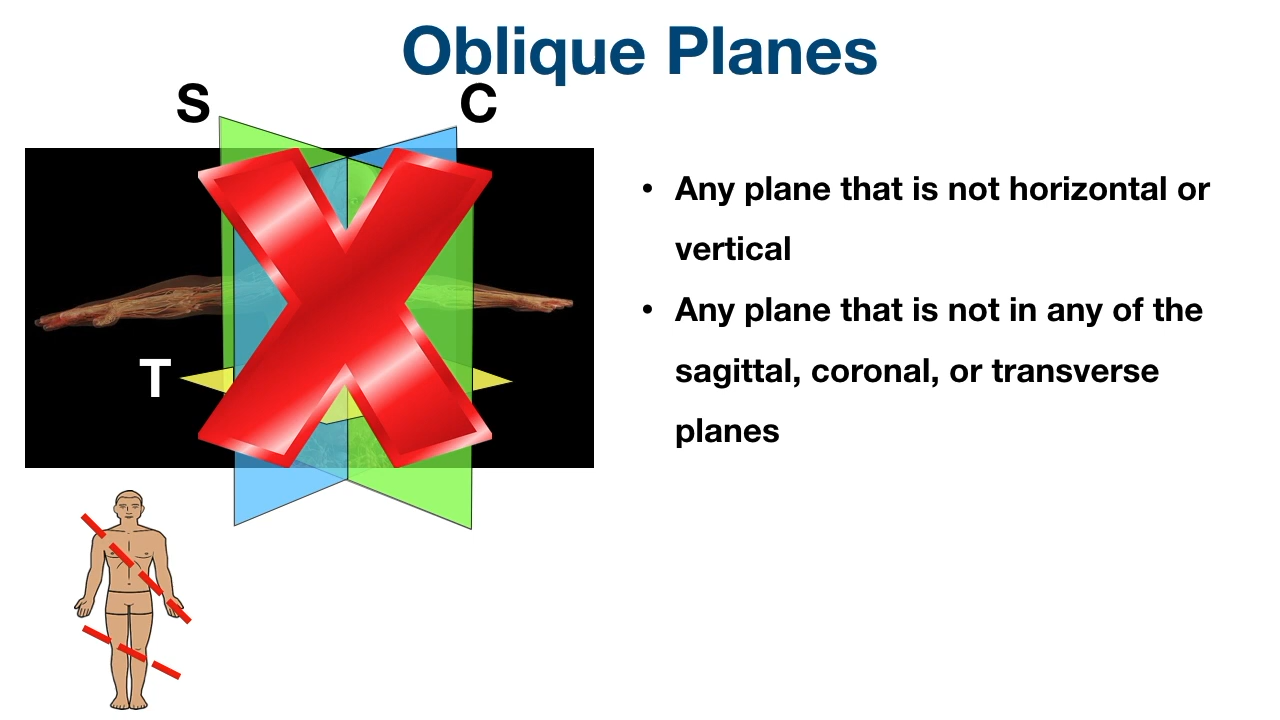 Oblique Planes
S
C
T
• Any plane that is not horizontal or
vertical
• Any plane that is not in any of the
sagittal, coronal, or transverse
planes